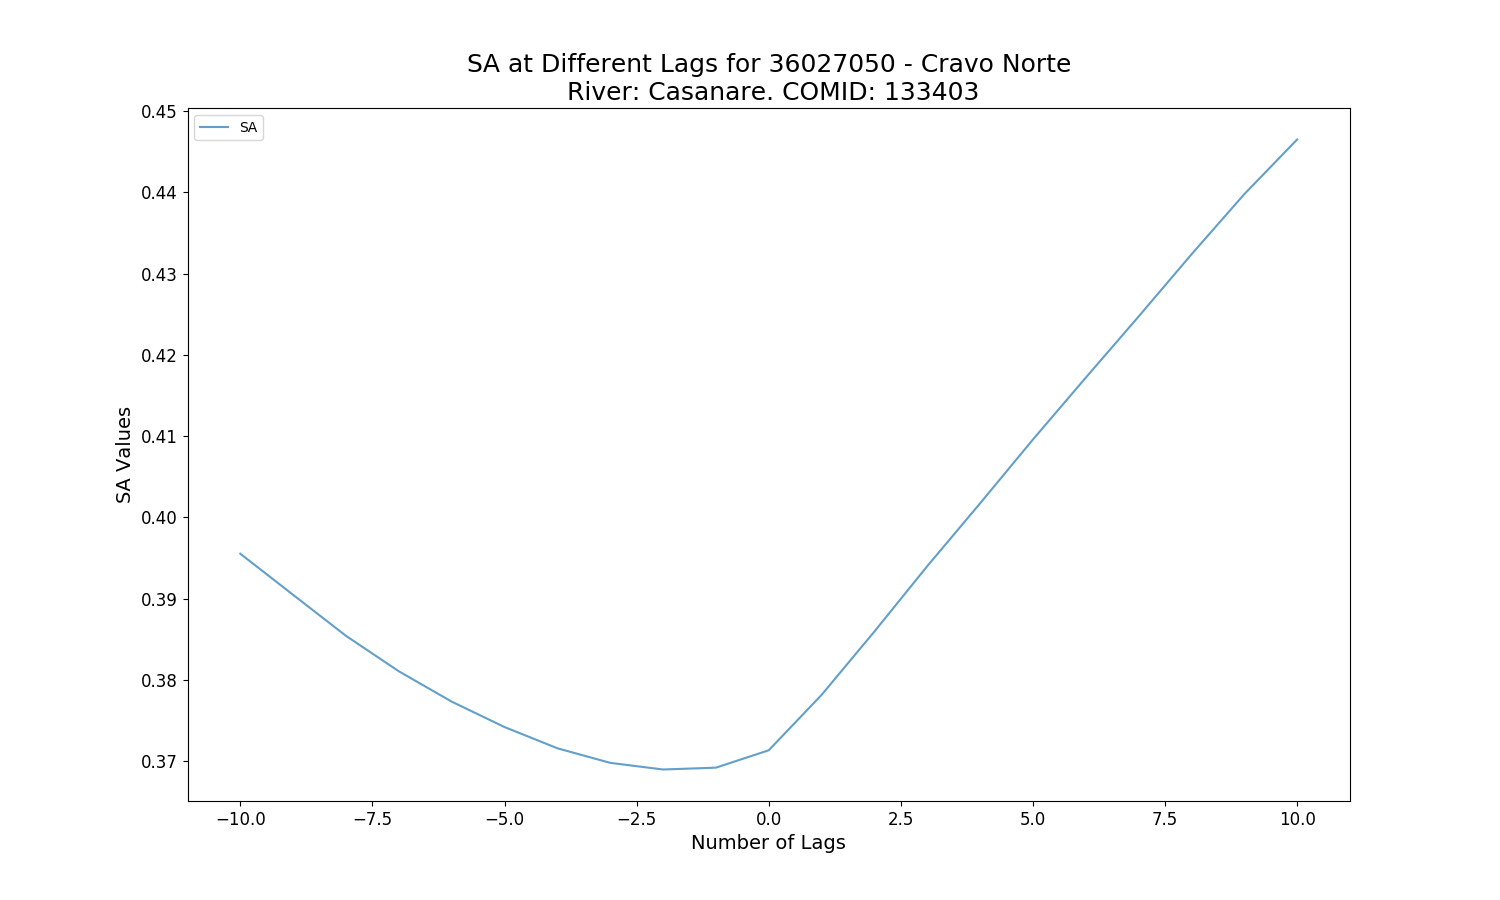 SA at Different Lags for 36027050 - Cravo Norte
River: Casanare. COMID: 133403
SA
0.45
0.44
0.43
0.42
0.41
0.40
0.39
0.38
0.37
SA Values
−10.0 −7.5 −5.0 −2.5 0.0 2.5 5.0 7.5 10.0
Number of Lags